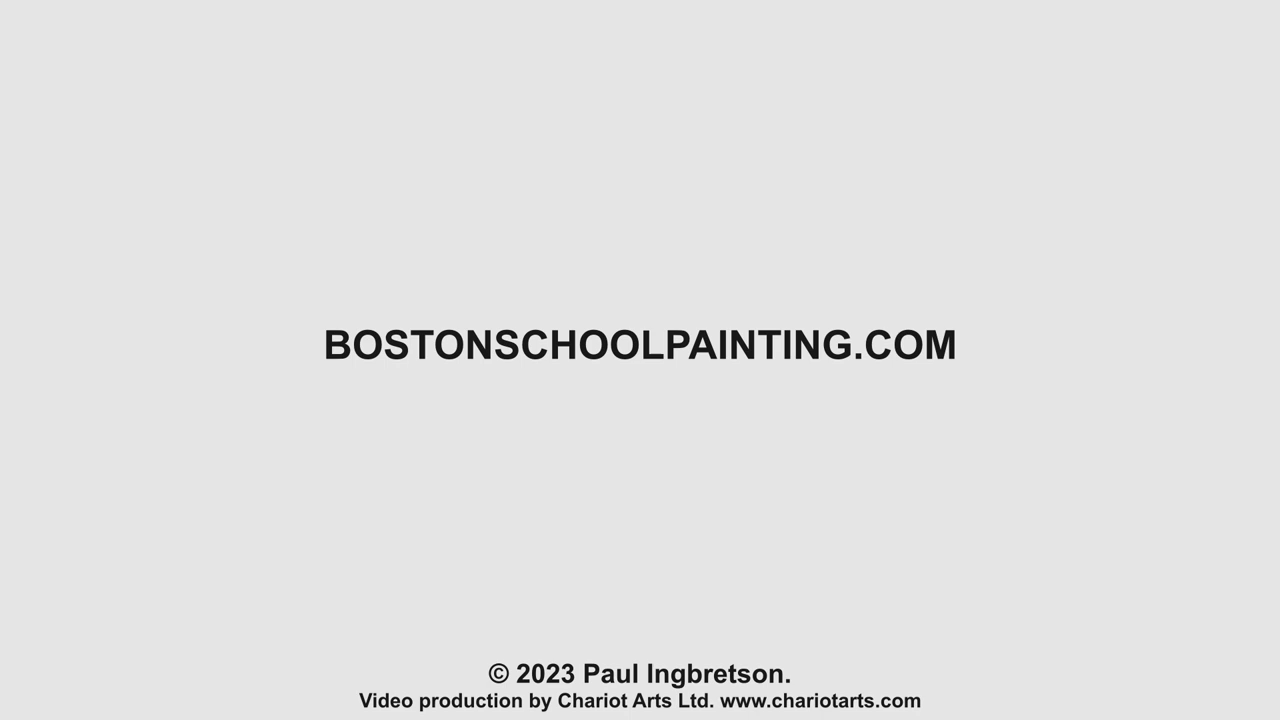 BOSTONSCHOOLPAINTING.COM
© 2023 Paul Ingbretson.
Video production by Chariot Arts Ltd. www.chariotarts.com